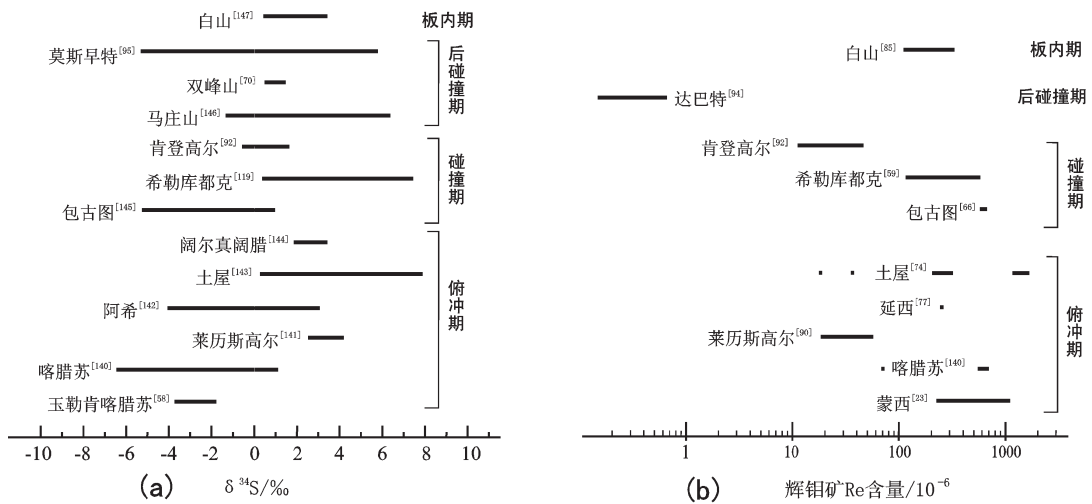 白山[147]
板内期
莫斯早特[95]
双峰山[70]
马庄山[146]
后碰撞期
肯登高尔[92]
希勒库都克[119]
包古图[145]
碰撞期
阔尔真阔腊[144]
土屋[143]
阿希[142]
莱历斯高尔[141]
喀腊苏[140]
玉勒肯喀腊苏[58]
俯冲期
-10 -8 -6 -4 -2 0 2 4 6 8 10
(a) δ 34S/‰
白山[85]
板内期
达巴特[94]
后碰撞期
肯登高尔[92]
希勒库都克[59]
包古图[66]
碰撞期
土屋[74]
延西[77]
莱历斯高尔[90]
喀腊苏[140]
蒙西[23]
俯冲期
1 10 100 1000
(b) 辉钼矿Re含量/10-6